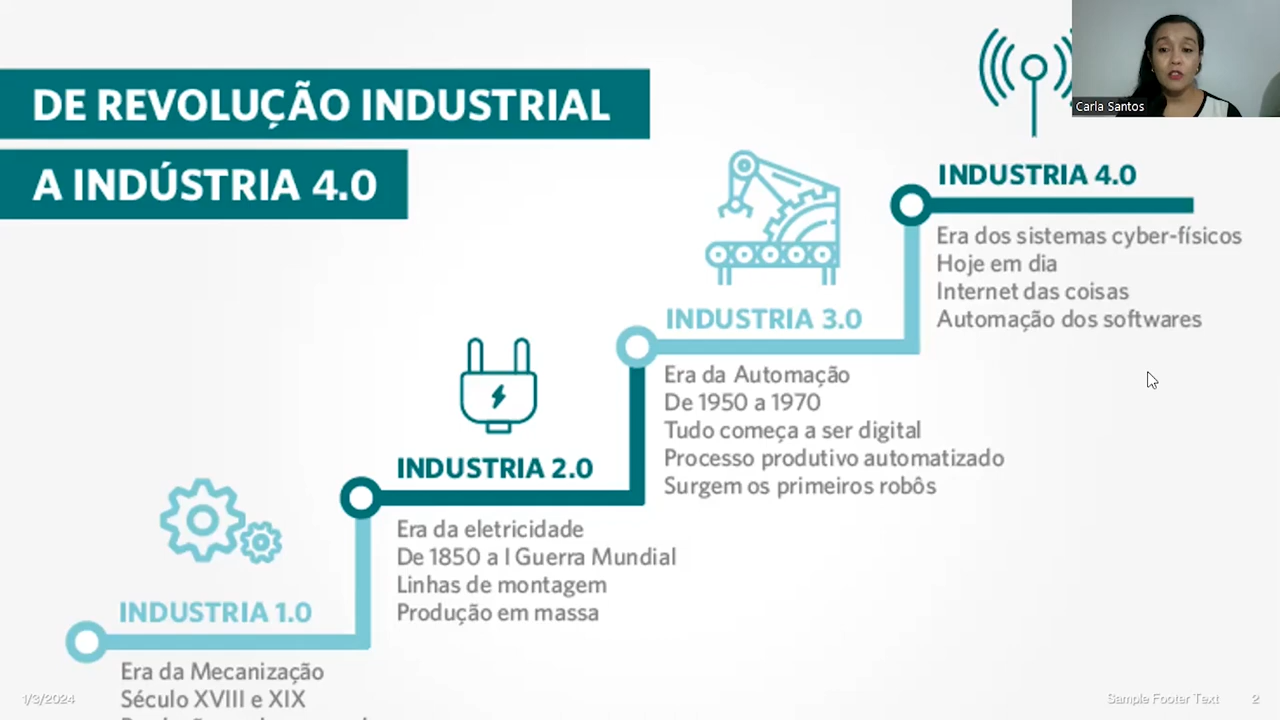 DE REVOLUÇÃO INDUSTRIAL
A INDÚSTRIA 4.0
Carla Santos
INDUSTRIA 4.0
Era dos sistemas cyber-físicos
Hoje em dia
Internet das coisas
Automação dos softwares
INDUSTRIA 3.0
Era da Automação
De 1950 a 1970
Tudo começa a ser digital
Processo produtivo automatizado
Surgem os primeiros robôs
INDUSTRIA 2.0
Era da eletricidade
De 1850 a I Guerra Mundial
Linhas de montagem
Produção em massa
INDUSTRIA 1.0
Era da Mecanização
Século XVIII e XIX
1/3/2024
Sample Footer Text
2